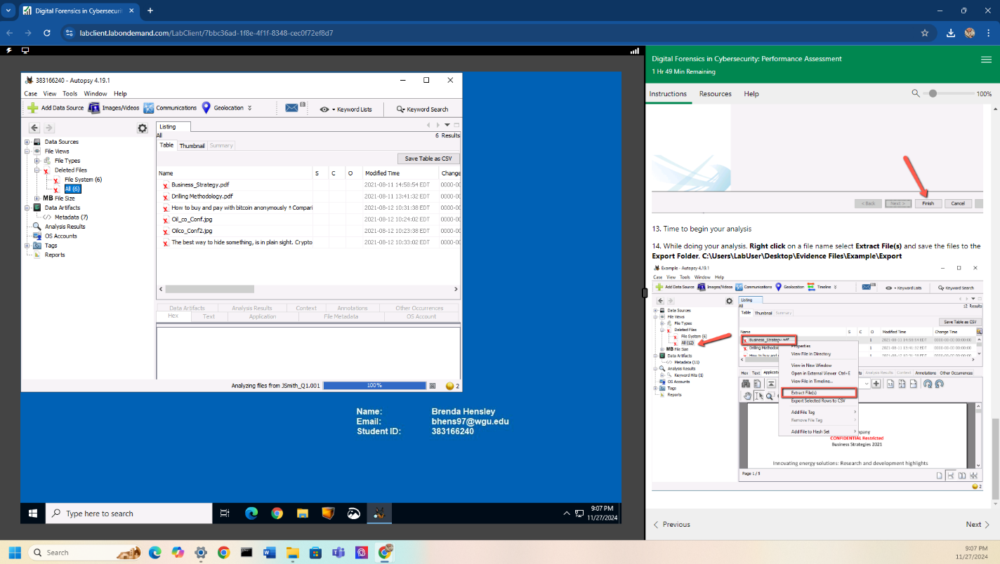 Digital Forensics in Cybersecuri
labclient.labondemand.com/LabClient/7bbc36ad-1f8e-4f1f-8348-cec0f72ef8d7
383166240 - Autopsy 4.19.1
Case View Tools Window Help
Add Data Source Images/Videos Communications Geolocation Keyword Lists Keyword Search
Data Sources
File Views
File Types
Deleted Files
File System (6)
All (6)
MB File Size
Data Artifacts
Metadata (7)
Analysis Results
OS Accounts
Tags
Reports
Listing
All
6 Results
Table Thumbnail Summary
Save Table as CSV
Name S C O Modified Time Change
Business_Strategy.pdf 2021-08-11 14:58:54 EDT 0000-00
Drilling Methodology.pdf 2021-08-11 13:41:32 EDT 0000-00
How to buy and pay with bitcoin anonymously Compari 2021-08-12 10:31:38 EDT 0000-00
Oil_co_Conf.jpg 2021-08-12 10:24:02 EDT 0000-00
Oilco_Conf2.jpg 2021-08-12 10:23:38 EDT 0000-00
The best way to hide something, is in plain sight. Crypto 2021-08-12 10:33:02 EDT 0000-00
Data Artifacts Analysis Results Context Annotations Other Occurrences
Hex Text Application File Metadata OS Account
Analyzing files from JSmith_Q1.001 100% 2
Name: Brenda Hensley
Email: bhens97@wgu.edu
Student ID: 383166240
Type here to search
9:07 PM
11/27/2024
Digital Forensics in Cybersecurity: Performance Assessment
1 Hr 49 Min Remaining
Instructions Resources Help 100%
< Back Next > Finish Cancel
13. Time to begin your analysis
14. While doing your analysis. Right click on a file name select Extract File(s) and save the files to the
Export Folder. C:\Users\LabUser\Desktop\Evidence Files\Example\Export
Example - Autopsy 4.19.1
Case View Tools Window Help
Add Data Source Images/Videos Communications Geolocation Timeline Keyword Lists Keyword Search
Data Sources
File Views
File Types
Deleted Files
File System (6)
All (12)
MB File Size
Data Artifacts
Metadata (11)
Analysis Results
Keyword Hits (1)
OS Accounts
Tags
Reports
Listing
All
12 Results
Table Thumbnail Summary
Save Table as CSV
Name S C O Modified Time Change Time
Business_Strategy.pdf 1 2021-08-11 14:58:54 EDT 0000-00-00 00:00:00
Drilling Methodolo 1 2021-08-11 13:41:32 EDT 0000-00-00 00:00:00
How to buy and
Properties
View File in Directory
View in New Window
Open in External Viewer Ctrl+E
View File in Timeline...
Extract File(s)
Export Selected Rows to CSV
Add File Tag
Remove File Tag
Add File to Hash Set
Hex Text Applicatio Analysis Results Context Annotations Other Occurrences
CONFIDENTIAL Restricted
Business Strategies 2021
Innovating energy solutions: Research and development highlights
Page 1 / 5
2
Previous Next
Search
9:07 PM
11/27/2024